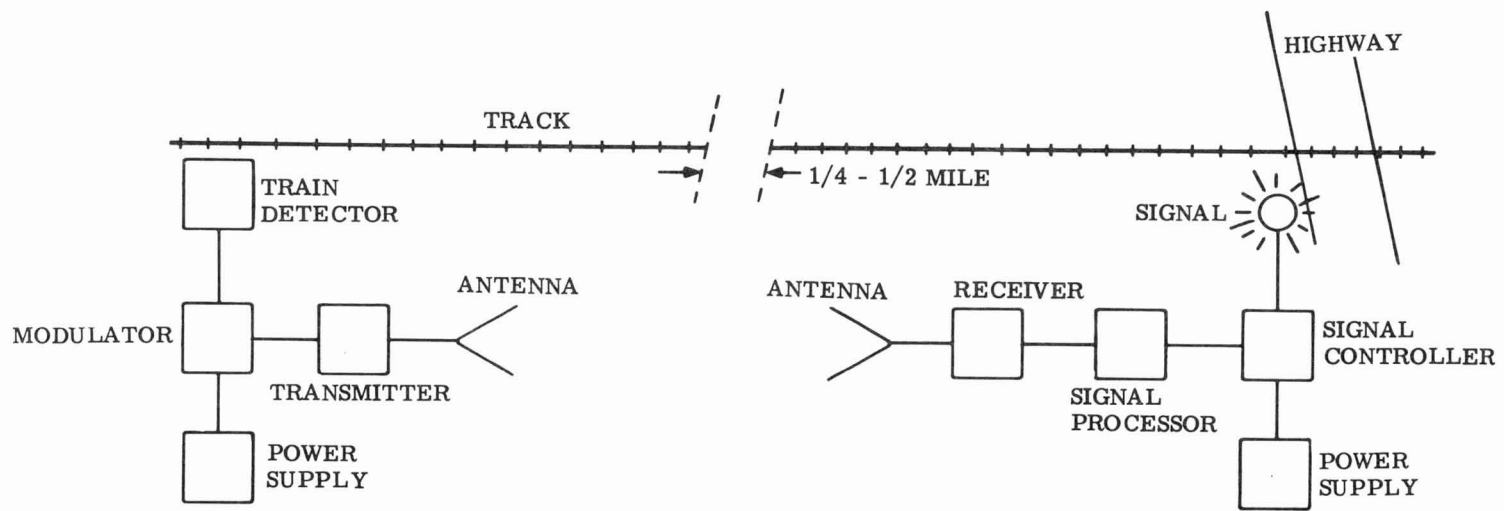 HIGHWAY
TRACK
1/4 - 1/2 MILE
TRAIN
DETECTOR
SIGNAL
ANTENNA
ANTENNA
RECEIVER
MODULATOR
SIGNAL
CONTROLLER
TRANSMITTER
SIGNAL
PROCESSOR
POWER
SUPPLY
POWER
SUPPLY